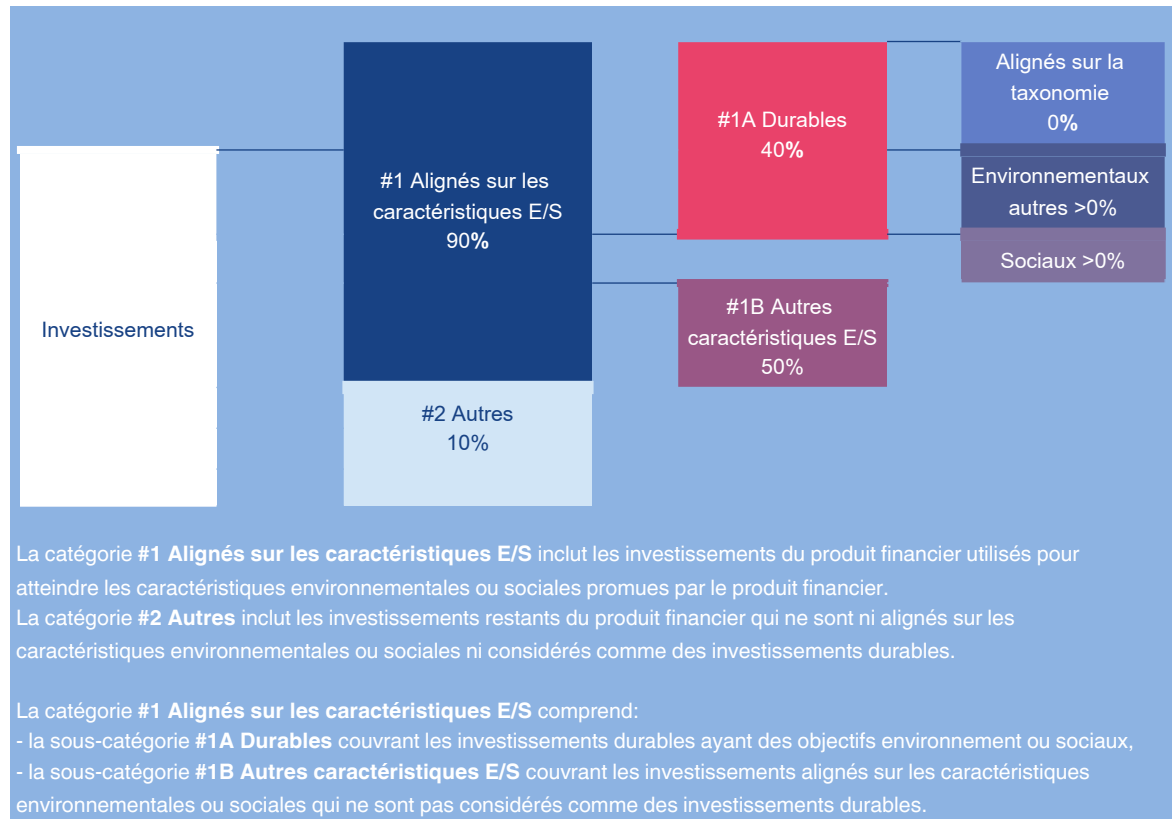 Investissements
#1 Alignés sur les
caractéristiques E/S
90%
#2 Autres
10%
#1A Durables
40%
#1B Autres
caractéristiques E/S
50%
Alignés sur la
taxonomie
0%
Environnementaux
autres >0%
Sociaux >0%
La catégorie #1 Alignés sur les caractéristiques E/S inclut les investissements du produit financier utilisés pour
atteindre les caractéristiques environnementales ou sociales promues par le produit financier.
La catégorie #2 Autres inclut les investissements restants du produit financier qui ne sont ni alignés sur les
caractéristiques environnementales ou sociales ni considérés comme des investissements durables.
La catégorie #1 Alignés sur les caractéristiques E/S comprend:
- la sous-catégorie #1A Durables couvrant les investissements durables ayant des objectifs environnement ou sociaux,
- la sous-catégorie #1B Autres caractéristiques E/S couvrant les investissements alignés sur les caractéristiques
environnementales ou sociales qui ne sont pas considérés comme des investissements durables.